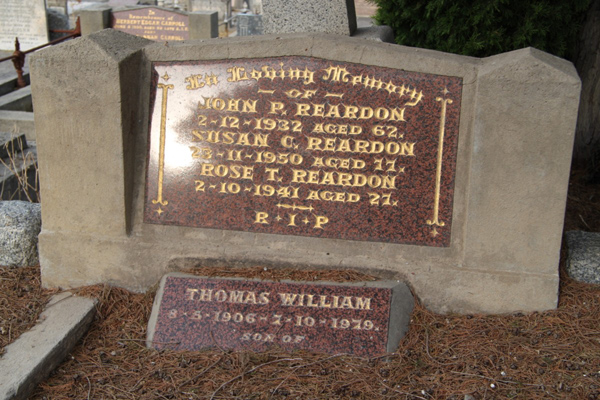 In Loving Memory
— OF —
JOHN P. REARDON
2-12-1932 AGED 62.
SUSAN C. REARDON
23-11-1950 AGED 77.
ROSE T. REARDON
2-10-1941 AGED 27.
R · I · P
THOMAS WILLIAM
8-5-1906-7-10-1979.
SON OF